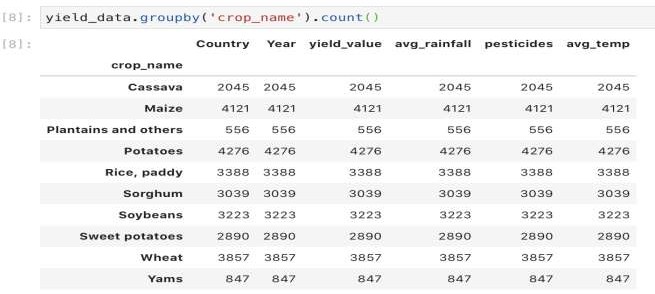 [8]: yield_data.groupby('crop_name').count()
[8]: Country Year yield_value avg_rainfall pesticides avg_temp
crop_name
Cassava 2045 2045 2045 2045 2045 2045
Maize 4121 4121 4121 4121 4121 4121
Plantains and others 556 556 556 556 556 556
Potatoes 4276 4276 4276 4276 4276 4276
Rice, paddy 3388 3388 3388 3388 3388 3388
Sorghum 3039 3039 3039 3039 3039 3039
Soybeans 3223 3223 3223 3223 3223 3223
Sweet potatoes 2890 2890 2890 2890 2890 2890
Wheat 3857 3857 3857 3857 3857 3857
Yams 847 847 847 847 847 847